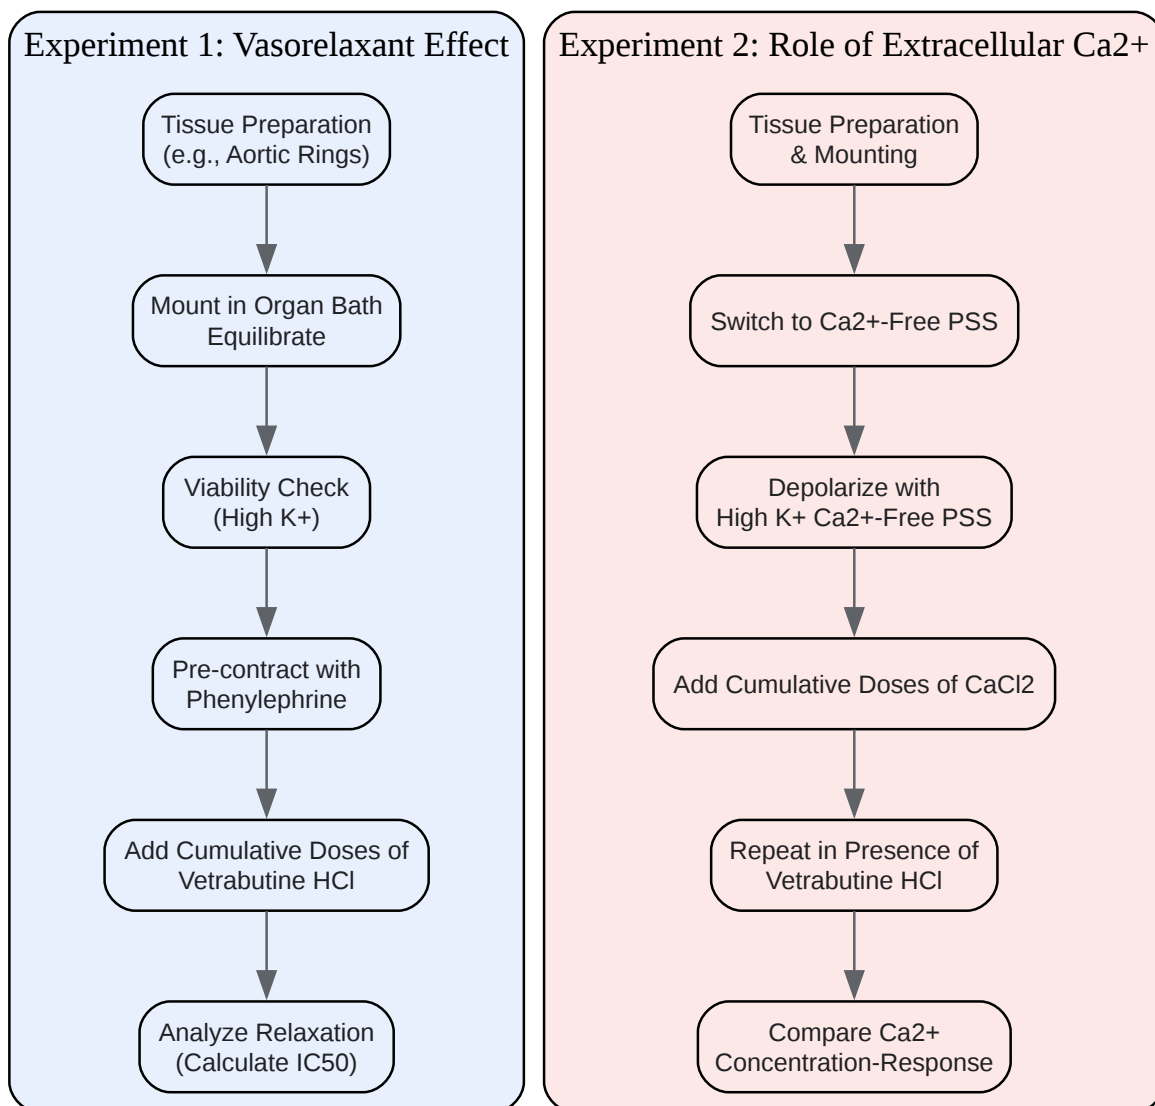 Experiment 1: Vasorelaxant Effect
Tissue Preparation
(e.g., Aortic Rings)
Mount in Organ Bath
Equilibrate
Viability Check
(High K+)
Pre-contract with
Phenylephrine
Add Cumulative Doses of
Vetrabutine HCl
Analyze Relaxation
(Calculate IC50)
Experiment 2: Role of Extracellular Ca2+
Tissue Preparation
& Mounting
Switch to Ca2+-Free PSS
Depolarize with
High K+ Ca2+-Free PSS
Add Cumulative Doses of CaCl2
Repeat in Presence of
Vetrabutine HCl
Compare Ca2+
Concentration-Response